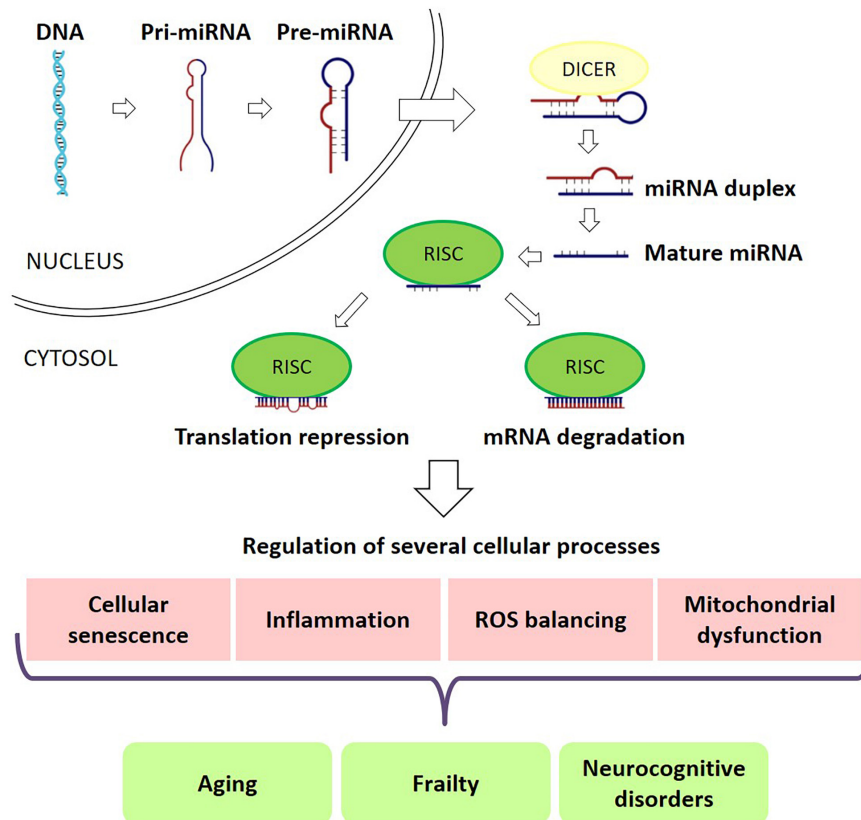 DNA
Pri-miRNA
Pre-miRNA
DICER
miRNA duplex
Mature miRNA
RISC
NUCLEUS
CYTOSOL
RISC
RISC
Translation repression
mRNA degradation
Regulation of several cellular processes
Cellular
senescence
Inflammation
ROS balancing
Mitochondrial
dysfunction
Aging
Frailty
Neurocognitive
disorders